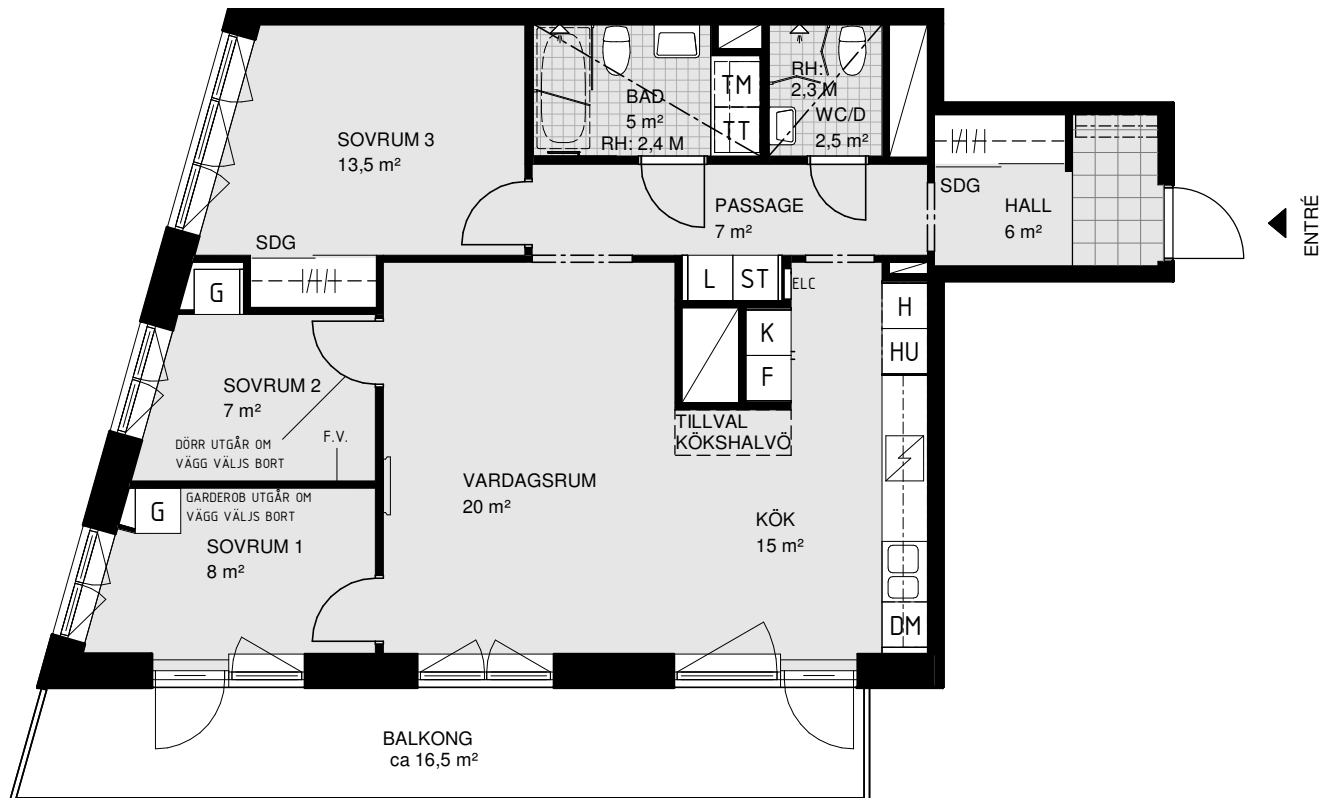 SOVRUM 3
13,5 m²
BAD
5 m²
RH: 2,4 M
TM
TT
RH:
2,3 M
WC/D
2,5 m²
SDG
HALL
6 m²
ENTRÉ
PASSAGE
7 m²
SDG
G
L
ST
ELC
K
F
H
HU
SOVRUM 2
7 m²
DÖRR UTGÅR OM
VÄGG VÄLJS BORT
F.V.
TILLVAL
KÖKSHALVÖ
VARDAGSRUM
20 m²
G
GARDEROB UTGÅR OM
VÄGG VÄLJS BORT
SOVRUM 1
8 m²
KÖK
15 m²
DM
BALKONG
ca 16,5 m²